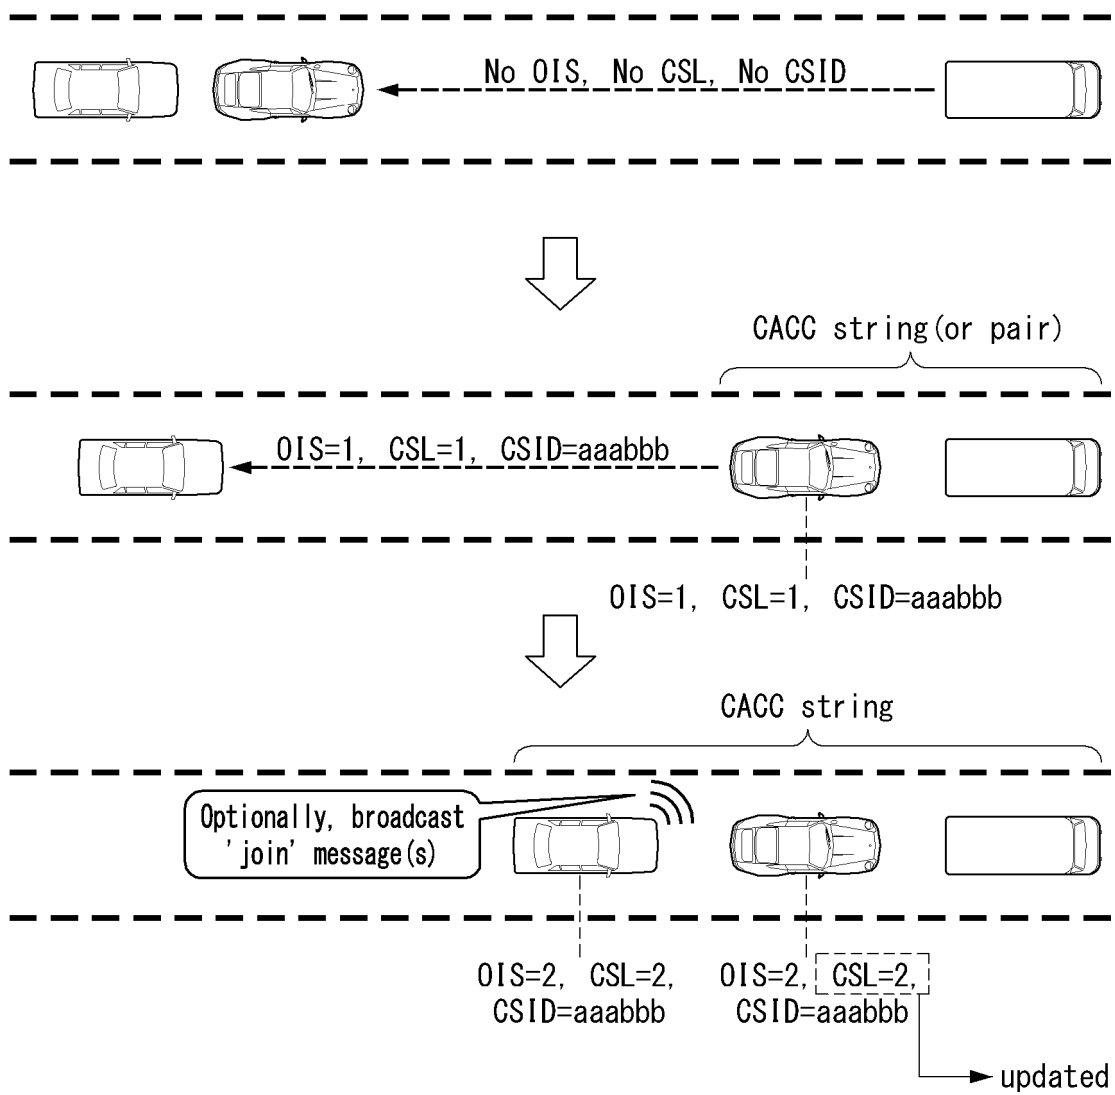 No OIS, No CSL, No CSID
CACC string(or pair)
OIS=1, CSL=1, CSID=aaabbb
OIS=1, CSL=1, CSID=aaabbb
CACC string
Optionally, broadcast
'join' message(s)
OIS=2, CSL=2,
CSID=aaabbb
OIS=2, CSL=2,
CSID=aaabbb
updated